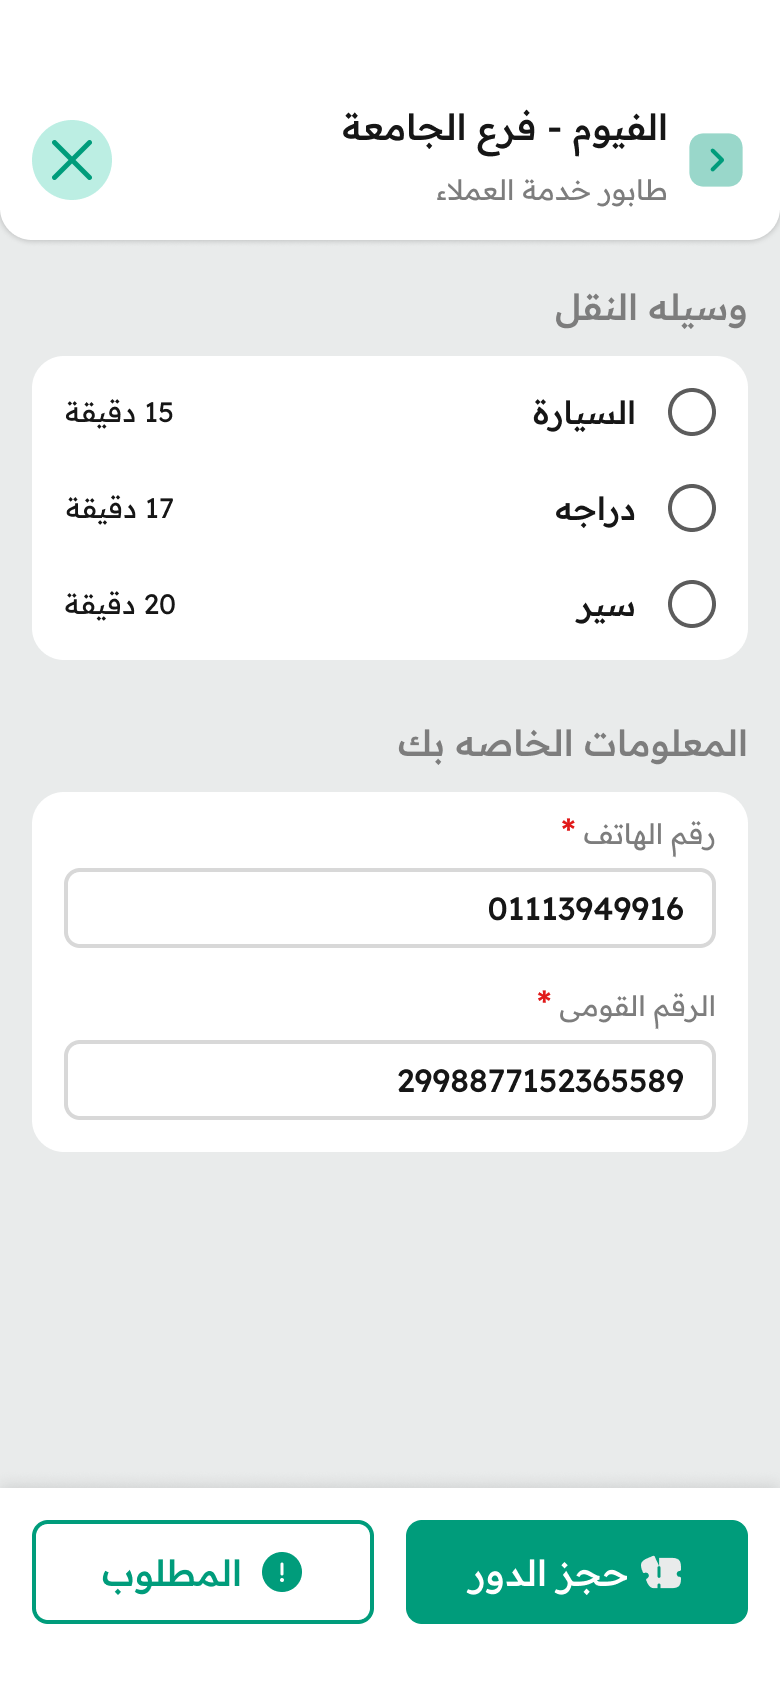 الفيوم - فرع الجامعة
طابور خدمة العملاء
وسيله النقل
السيارة 15 دقيقة
دراجه 17 دقيقة
سير 20 دقيقة
المعلومات الخاصه بك
رقم الهاتف *
01113949916
الرقم القومى *
2998877152365589
حجز الدور
المطلوب